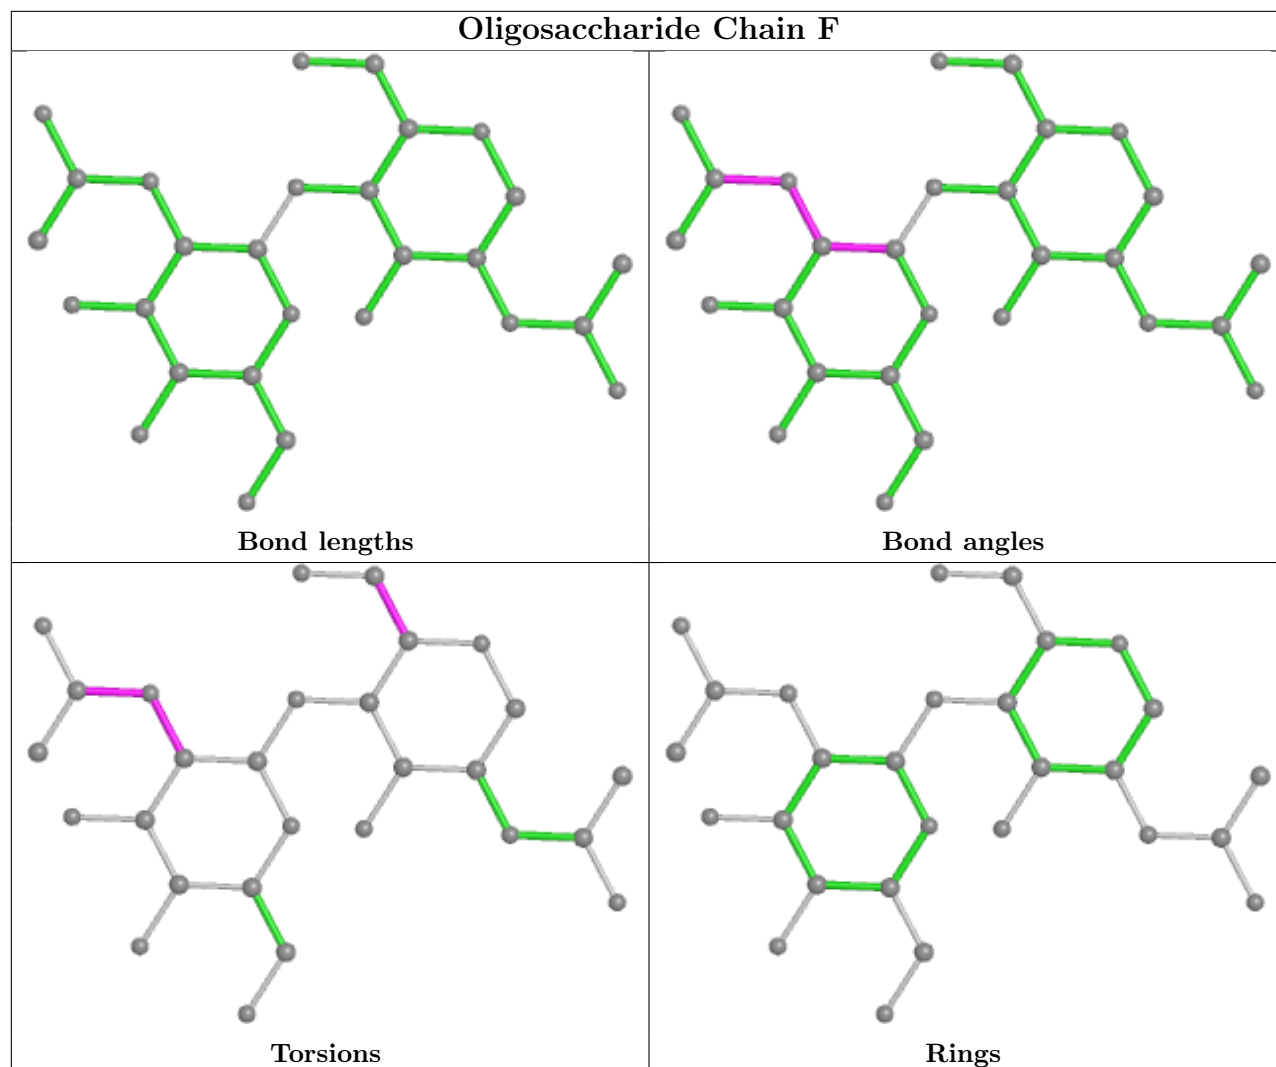 Oligosaccharide Chain F
Bond lengths
Bond angles
Torsions
Rings